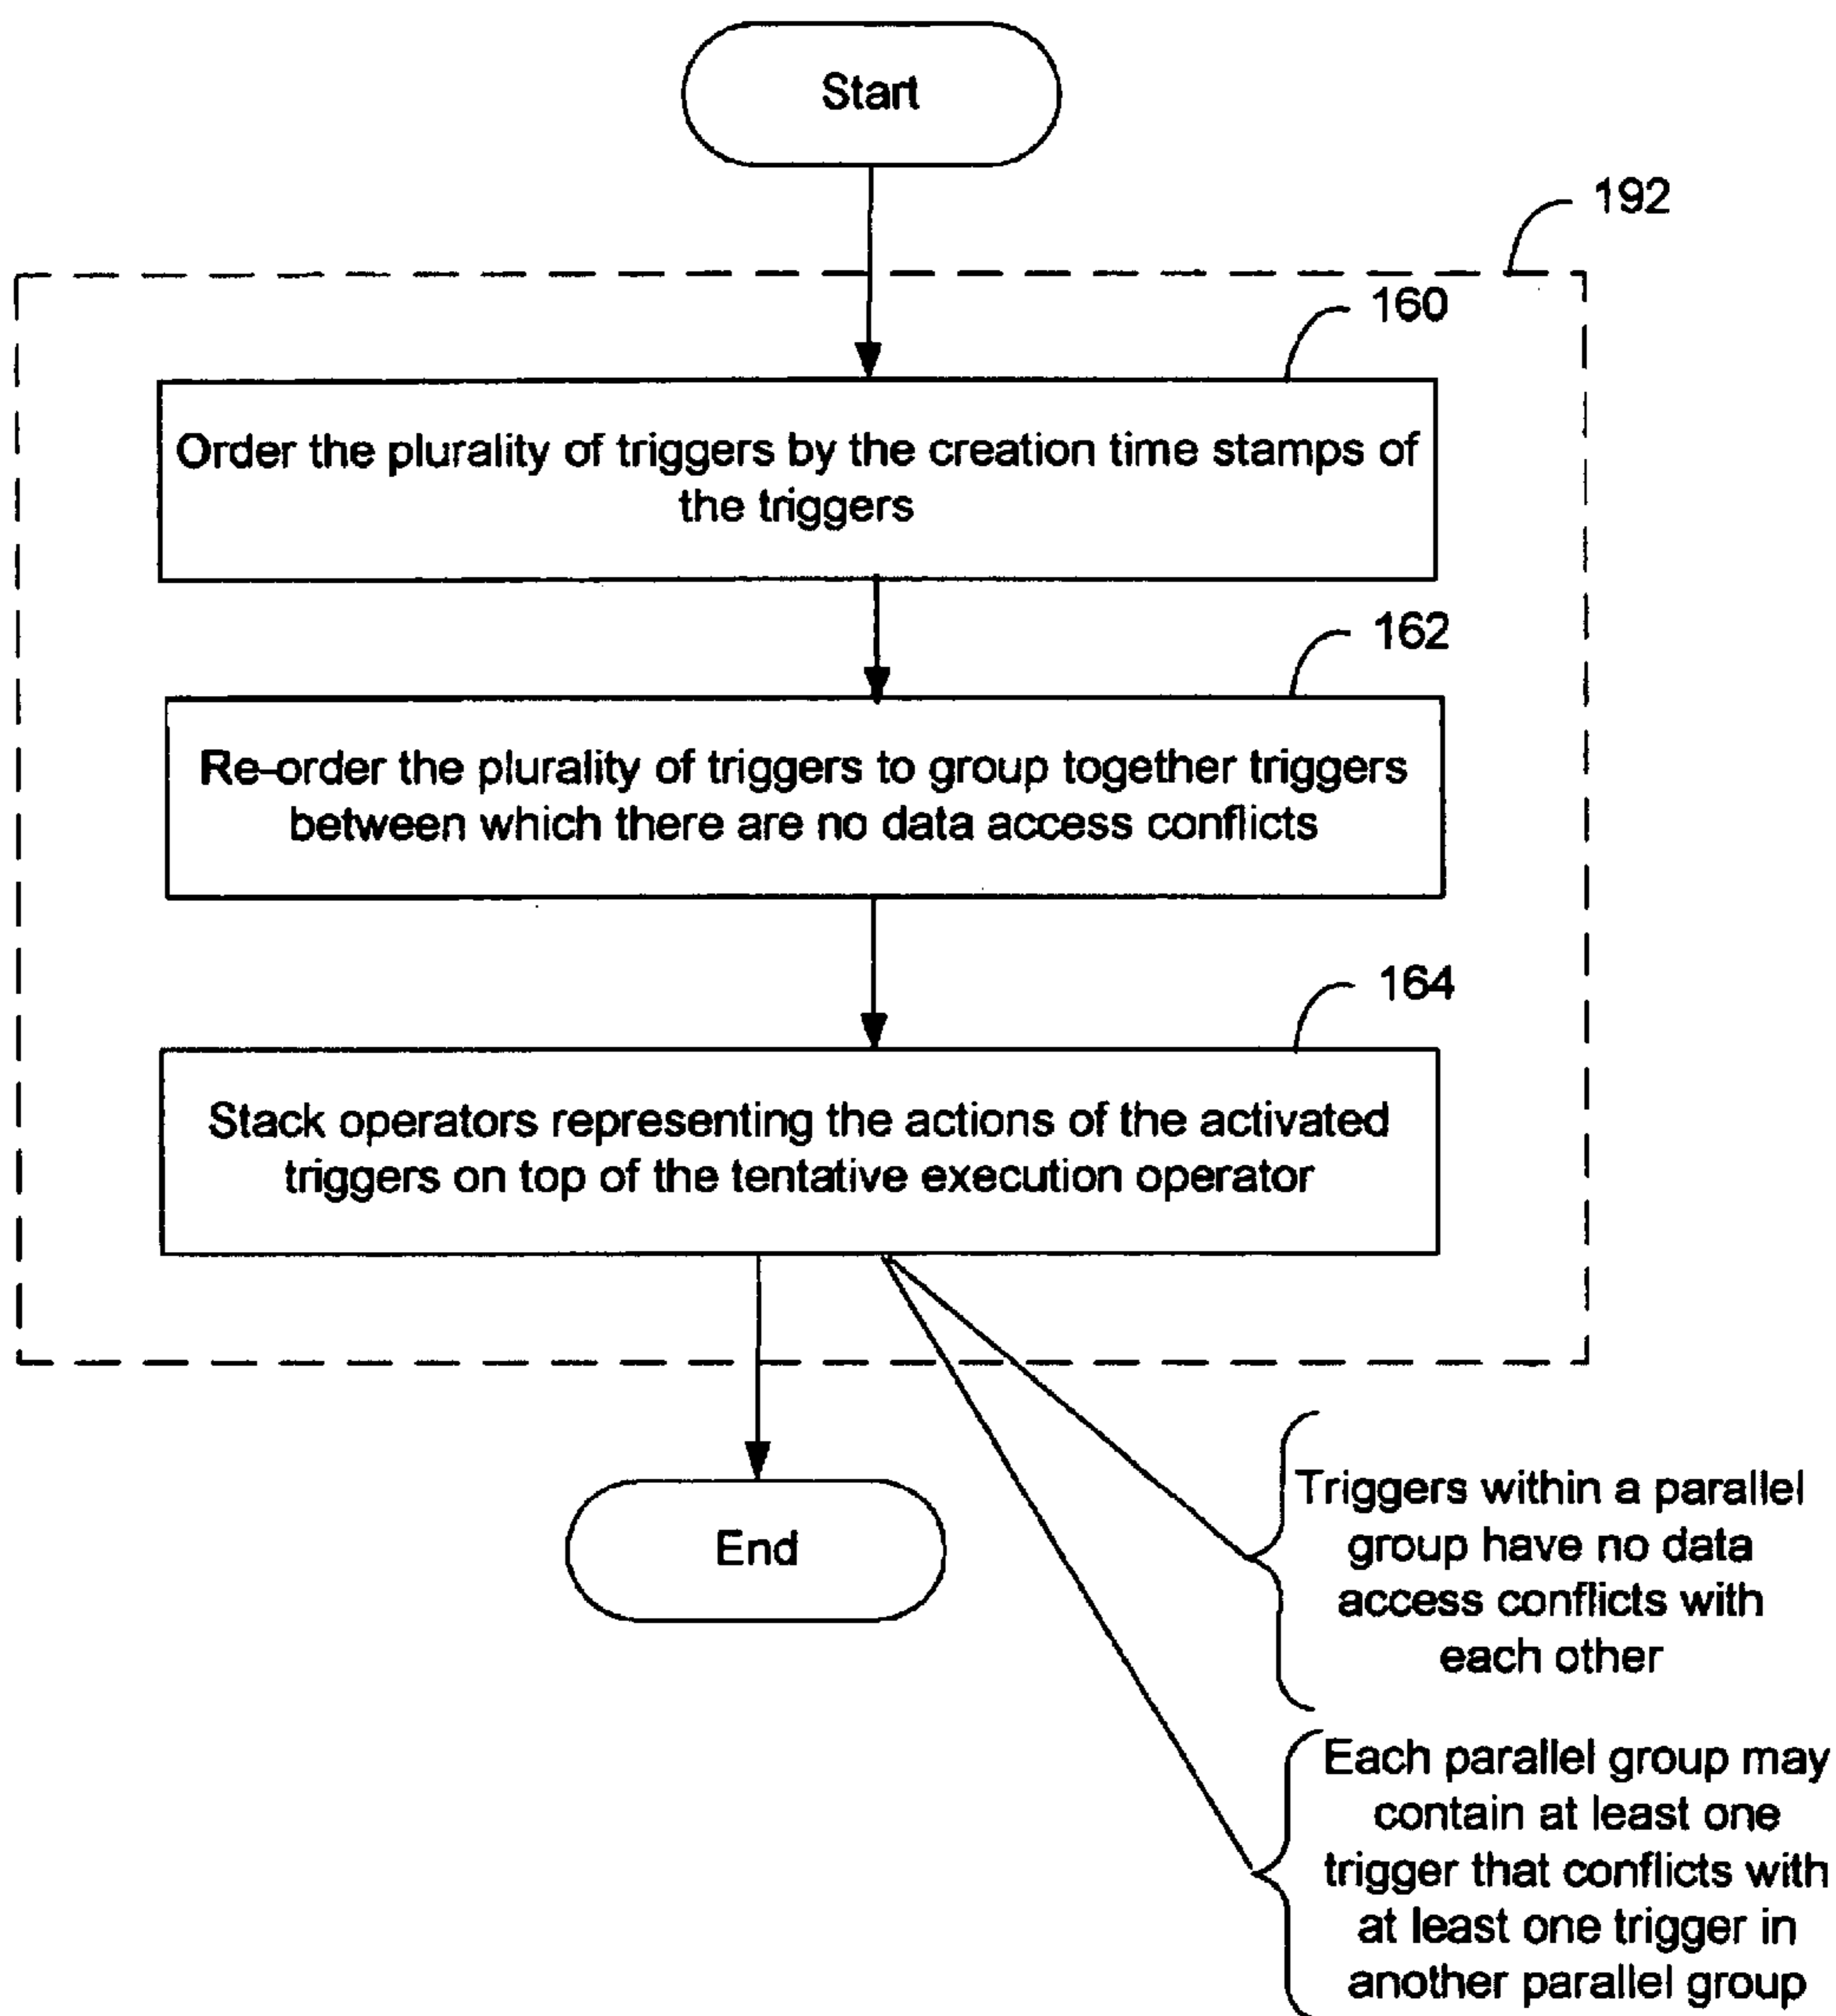 Start
192
160
Order the plurality of triggers by the creation time stamps of
the triggers
162
Re-order the plurality of triggers to group together triggers
between which there are no data access conflicts
164
Stack operators representing the actions of the activated
triggers on top of the tentative execution operator
End
Triggers within a parallel
group have no data
access conflicts with
each other
Each parallel group may
contain at least one
trigger that conflicts with
at least one trigger in
another parallel group